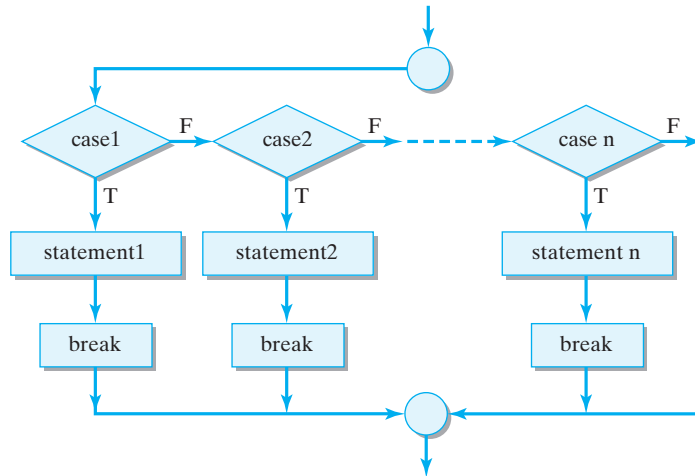 case1
F
case2
F
case n
F
T
T
T
statement1
statement2
statement n
break
break
break